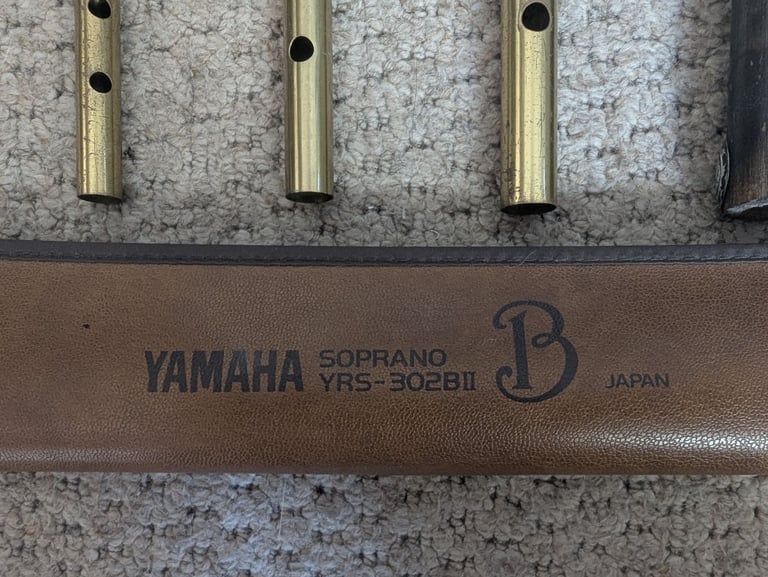 YAMAHA
SOPRANO
YRS-302BII
B
JAPAN